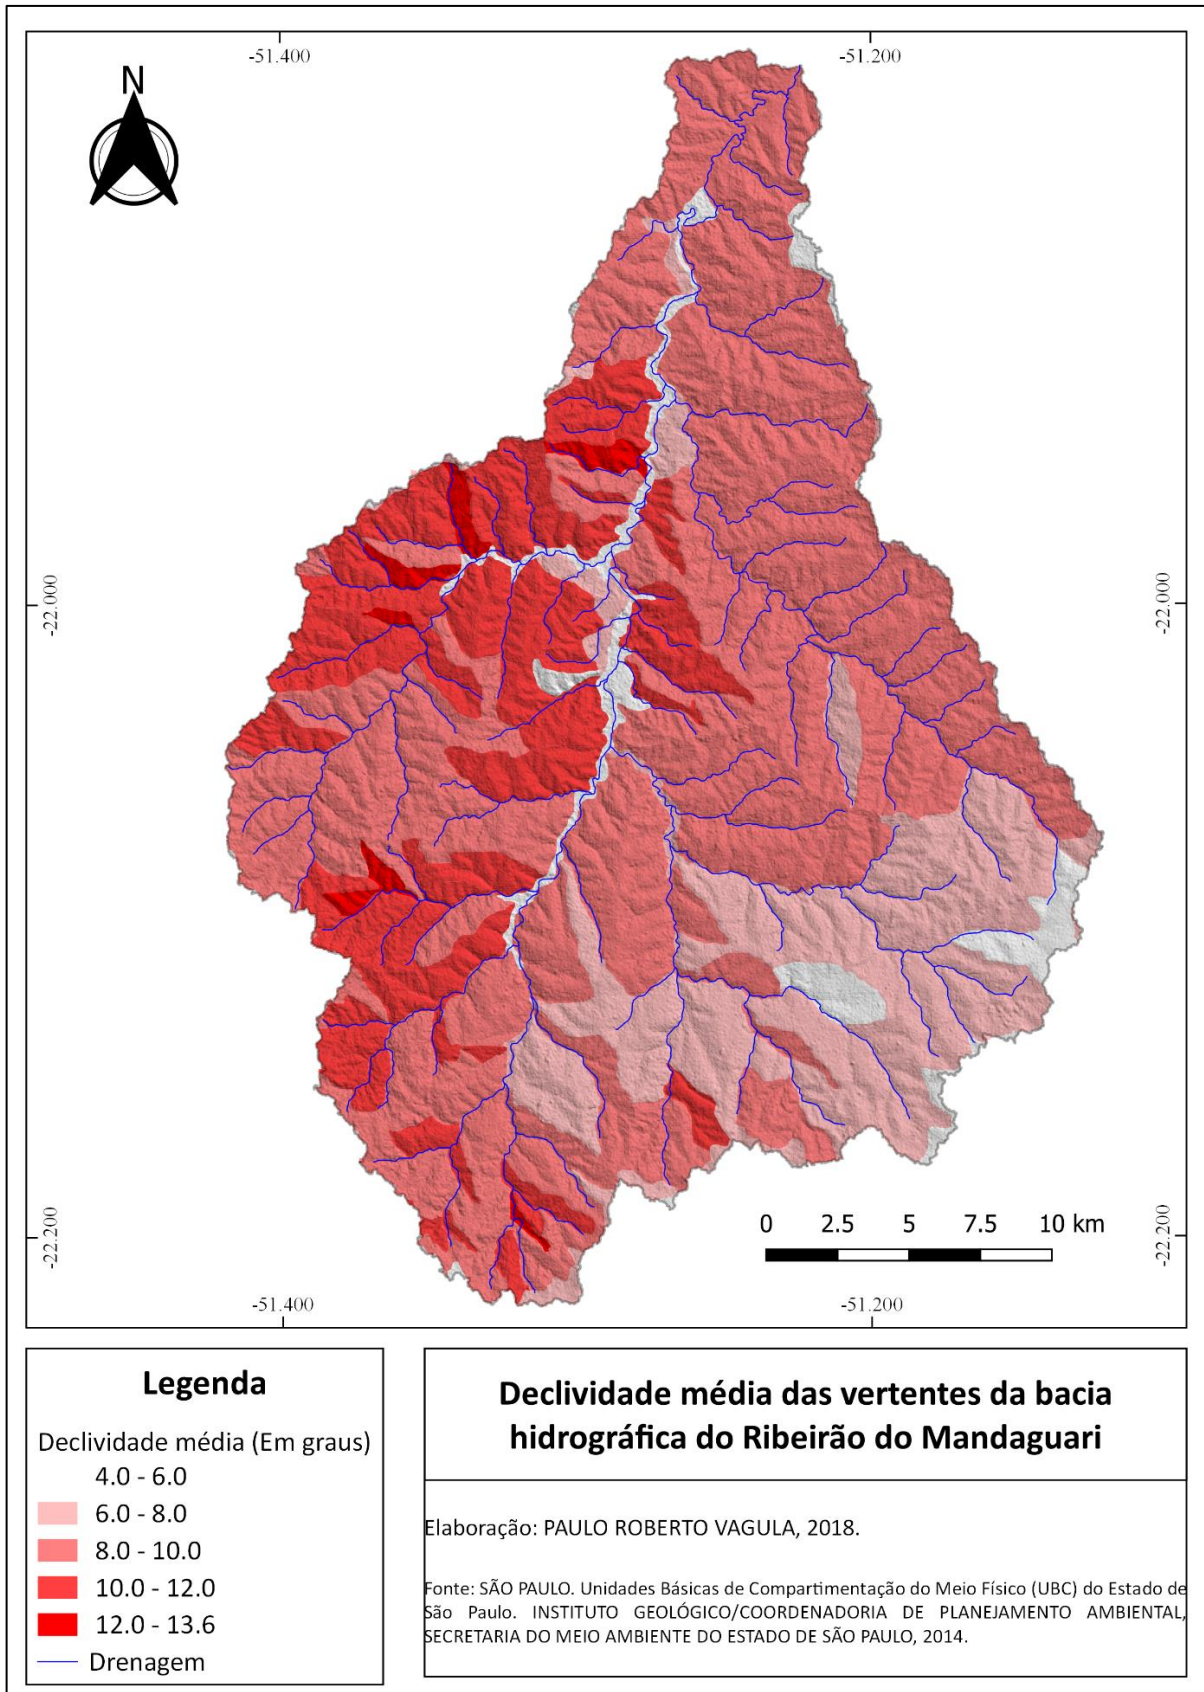 -51.400
-51.200
N
-22.000
-22.000
0 2.5 5 7.5 10 km
-22.200
-22.200
-51.400
-51.200
Legenda
Declividade média (Em graus)
4.0 - 6.0
6.0 - 8.0
8.0 - 10.0
10.0 - 12.0
12.0 - 13.6
Drenagem
Declividade média das vertentes da bacia
hidrográfica do Ribeirão do Mandaguari
Elaboração: PAULO ROBERTO VAGULA, 2018.
Fonte: SÃO PAULO. Unidades Básicas de Compartimentação do Meio Físico (UBC) do Estado de
São Paulo. INSTITUTO GEOLÓGICO/COORDENADORIA DE PLANEJAMENTO AMBIENTAL,
SECRETARIA DO MEIO AMBIENTE DO ESTADO DE SÃO PAULO, 2014.